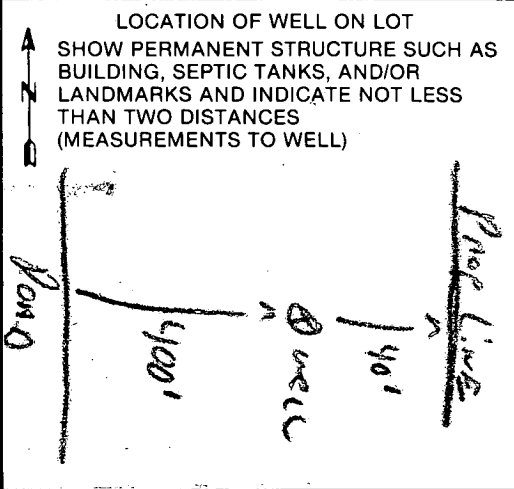 LOCATION OF WELL ON LOT
SHOW PERMANENT STRUCTURE SUCH AS
BUILDING, SEPTIC TANKS, AND/OR
LANDMARKS AND INDICATE NOT LESS
THAN TWO DISTANCES
(MEASUREMENTS TO WELL)
N
ROAD
400'
well
40'
PROP LINE